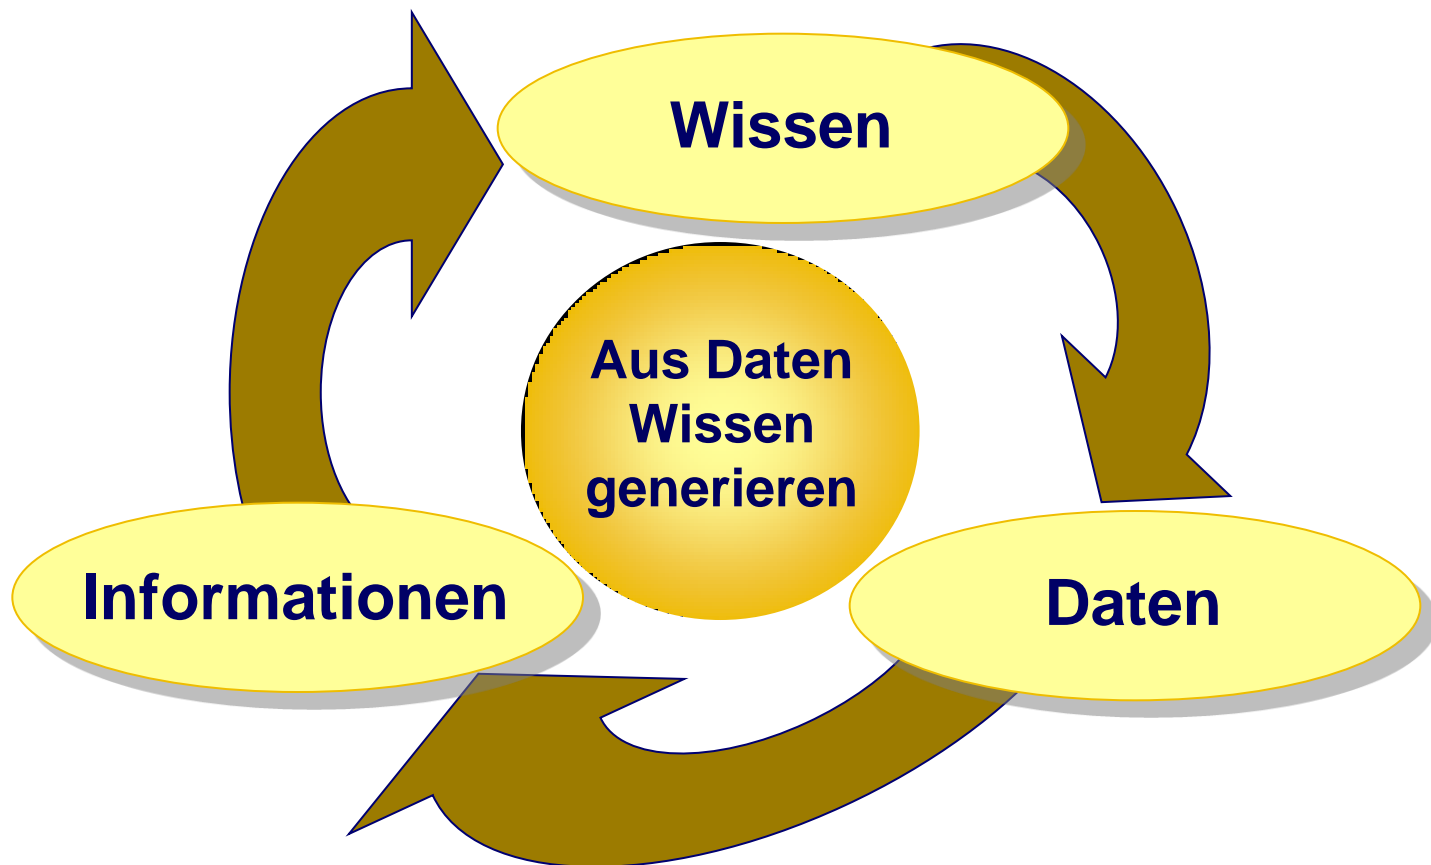 Wissen
Aus Daten
Wissen
generieren
Informationen
Daten